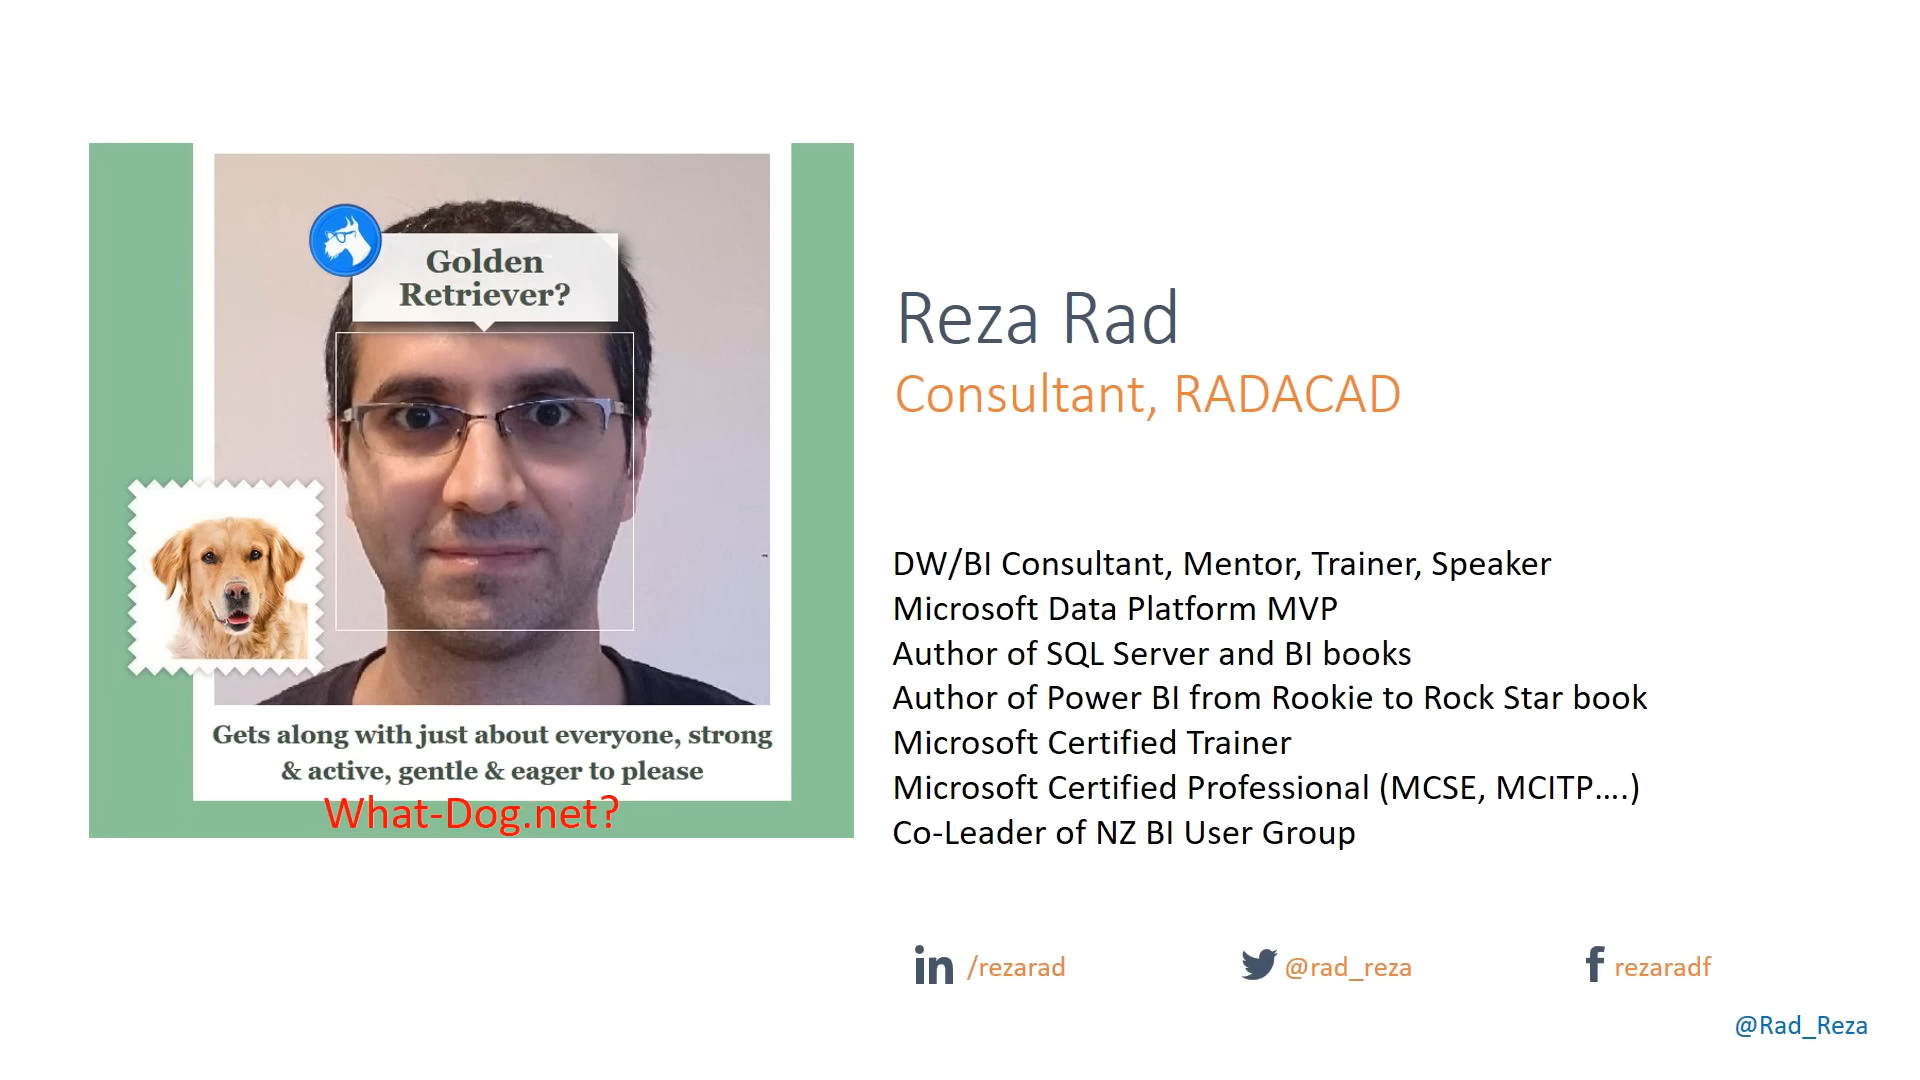 Golden
Retriever?
Gets along with just about everyone, strong
& active, gentle & eager to please
What-Dog.net?
Reza Rad
Consultant, RADACAD
DW/BI Consultant, Mentor, Trainer, Speaker
Microsoft Data Platform MVP
Author of SQL Server and BI books
Author of Power BI from Rookie to Rock Star book
Microsoft Certified Trainer
Microsoft Certified Professional (MCSE, MCITP....)
Co-Leader of NZ BI User Group
in /rezarad
@rad_reza
f rezaradf
@Rad_Reza